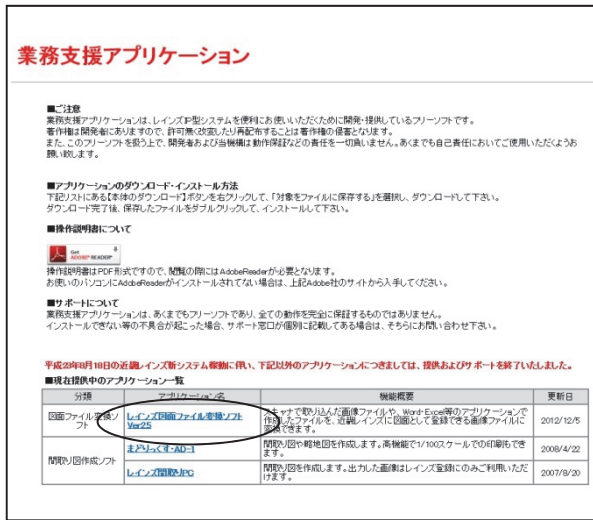 業務支援アプリケーション
■ご注意
業務支援アプリケーションは、レインズIP型システムを便利にお使いいただくために開発・提供しているフリーソフトです。
著作権は開発者にありますので、許可無く改変したり再配布することは著作権の侵害となります。
また、このフリーソフトを扱う上で、開発者および当機構は動作保証などの責任を一切負いません。あくまでも自己責任においてご使用いただくようお
願い致します。
■アプリケーションのダウンロード・インストール方法
下記リストにある【本体のダウンロード】ボタンを右クリックして、「対象をファイルに保存する」を選択し、ダウンロードして下さい。
ダウンロード完了後、保存したファイルをダブルクリックして、インストールして下さい。
■操作説明書について
Get
ADOBE READER
操作説明書はPDF形式ですので、閲覧の際にはAdobeReaderが必要となります。
お使いのパソコンにAdobeReaderがインストールされてない場合は、上記Adobe社のサイトから入手してください。
■サポートについて
業務支援アプリケーションは、あくまでもフリーソフトであり、全ての動作を完全に保証するものではありません。
インストールできない等の不具合が起こった場合、サポート窓口が個別に記載してある場合は、そちらにお問い合わせ下さい。
平成23年8月18日の近畿レインズ新システム稼動に伴い、下記以外のアプリケーションにつきましては、提供およびサポートを終了いたしました。
■現在提供中のアプリケーション一覧
分類 アプリケーション名 機能概要 更新日
図面ファイル変換ソフト レインズ図面ファイル変換ソフト Ver25 スキャナで取り込んだ画像ファイルや、Word・Excel等のアプリケーションで作成したファイルを、近畿レインズに図面として登録できる画像ファイルに変換できます。 2012/12/5
間取り図作成ソフト まどりっくす・AD-1 間取り図や略地図を作成します。高機能で1/100スケールでの印刷もできます。 2008/4/22
レインズ間取りPC 間取り図を作成します。出力した画像はレインズ登録にのみご利用いただけます。 2007/8/20